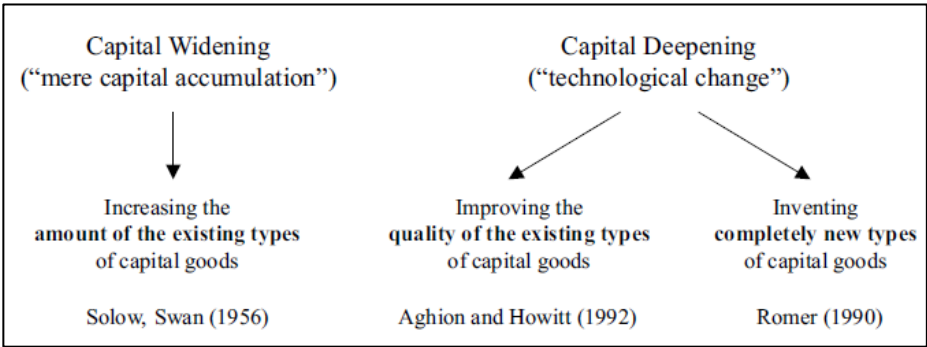 Capital Widening
(“mere capital accumulation”)
Capital Deepening
(“technological change”)
Increasing the
amount of the existing types
of capital goods
Improving the
quality of the existing types
of capital goods
Inventing
completely new types
of capital goods
Solow, Swan (1956)
Aghion and Howitt (1992)
Romer (1990)